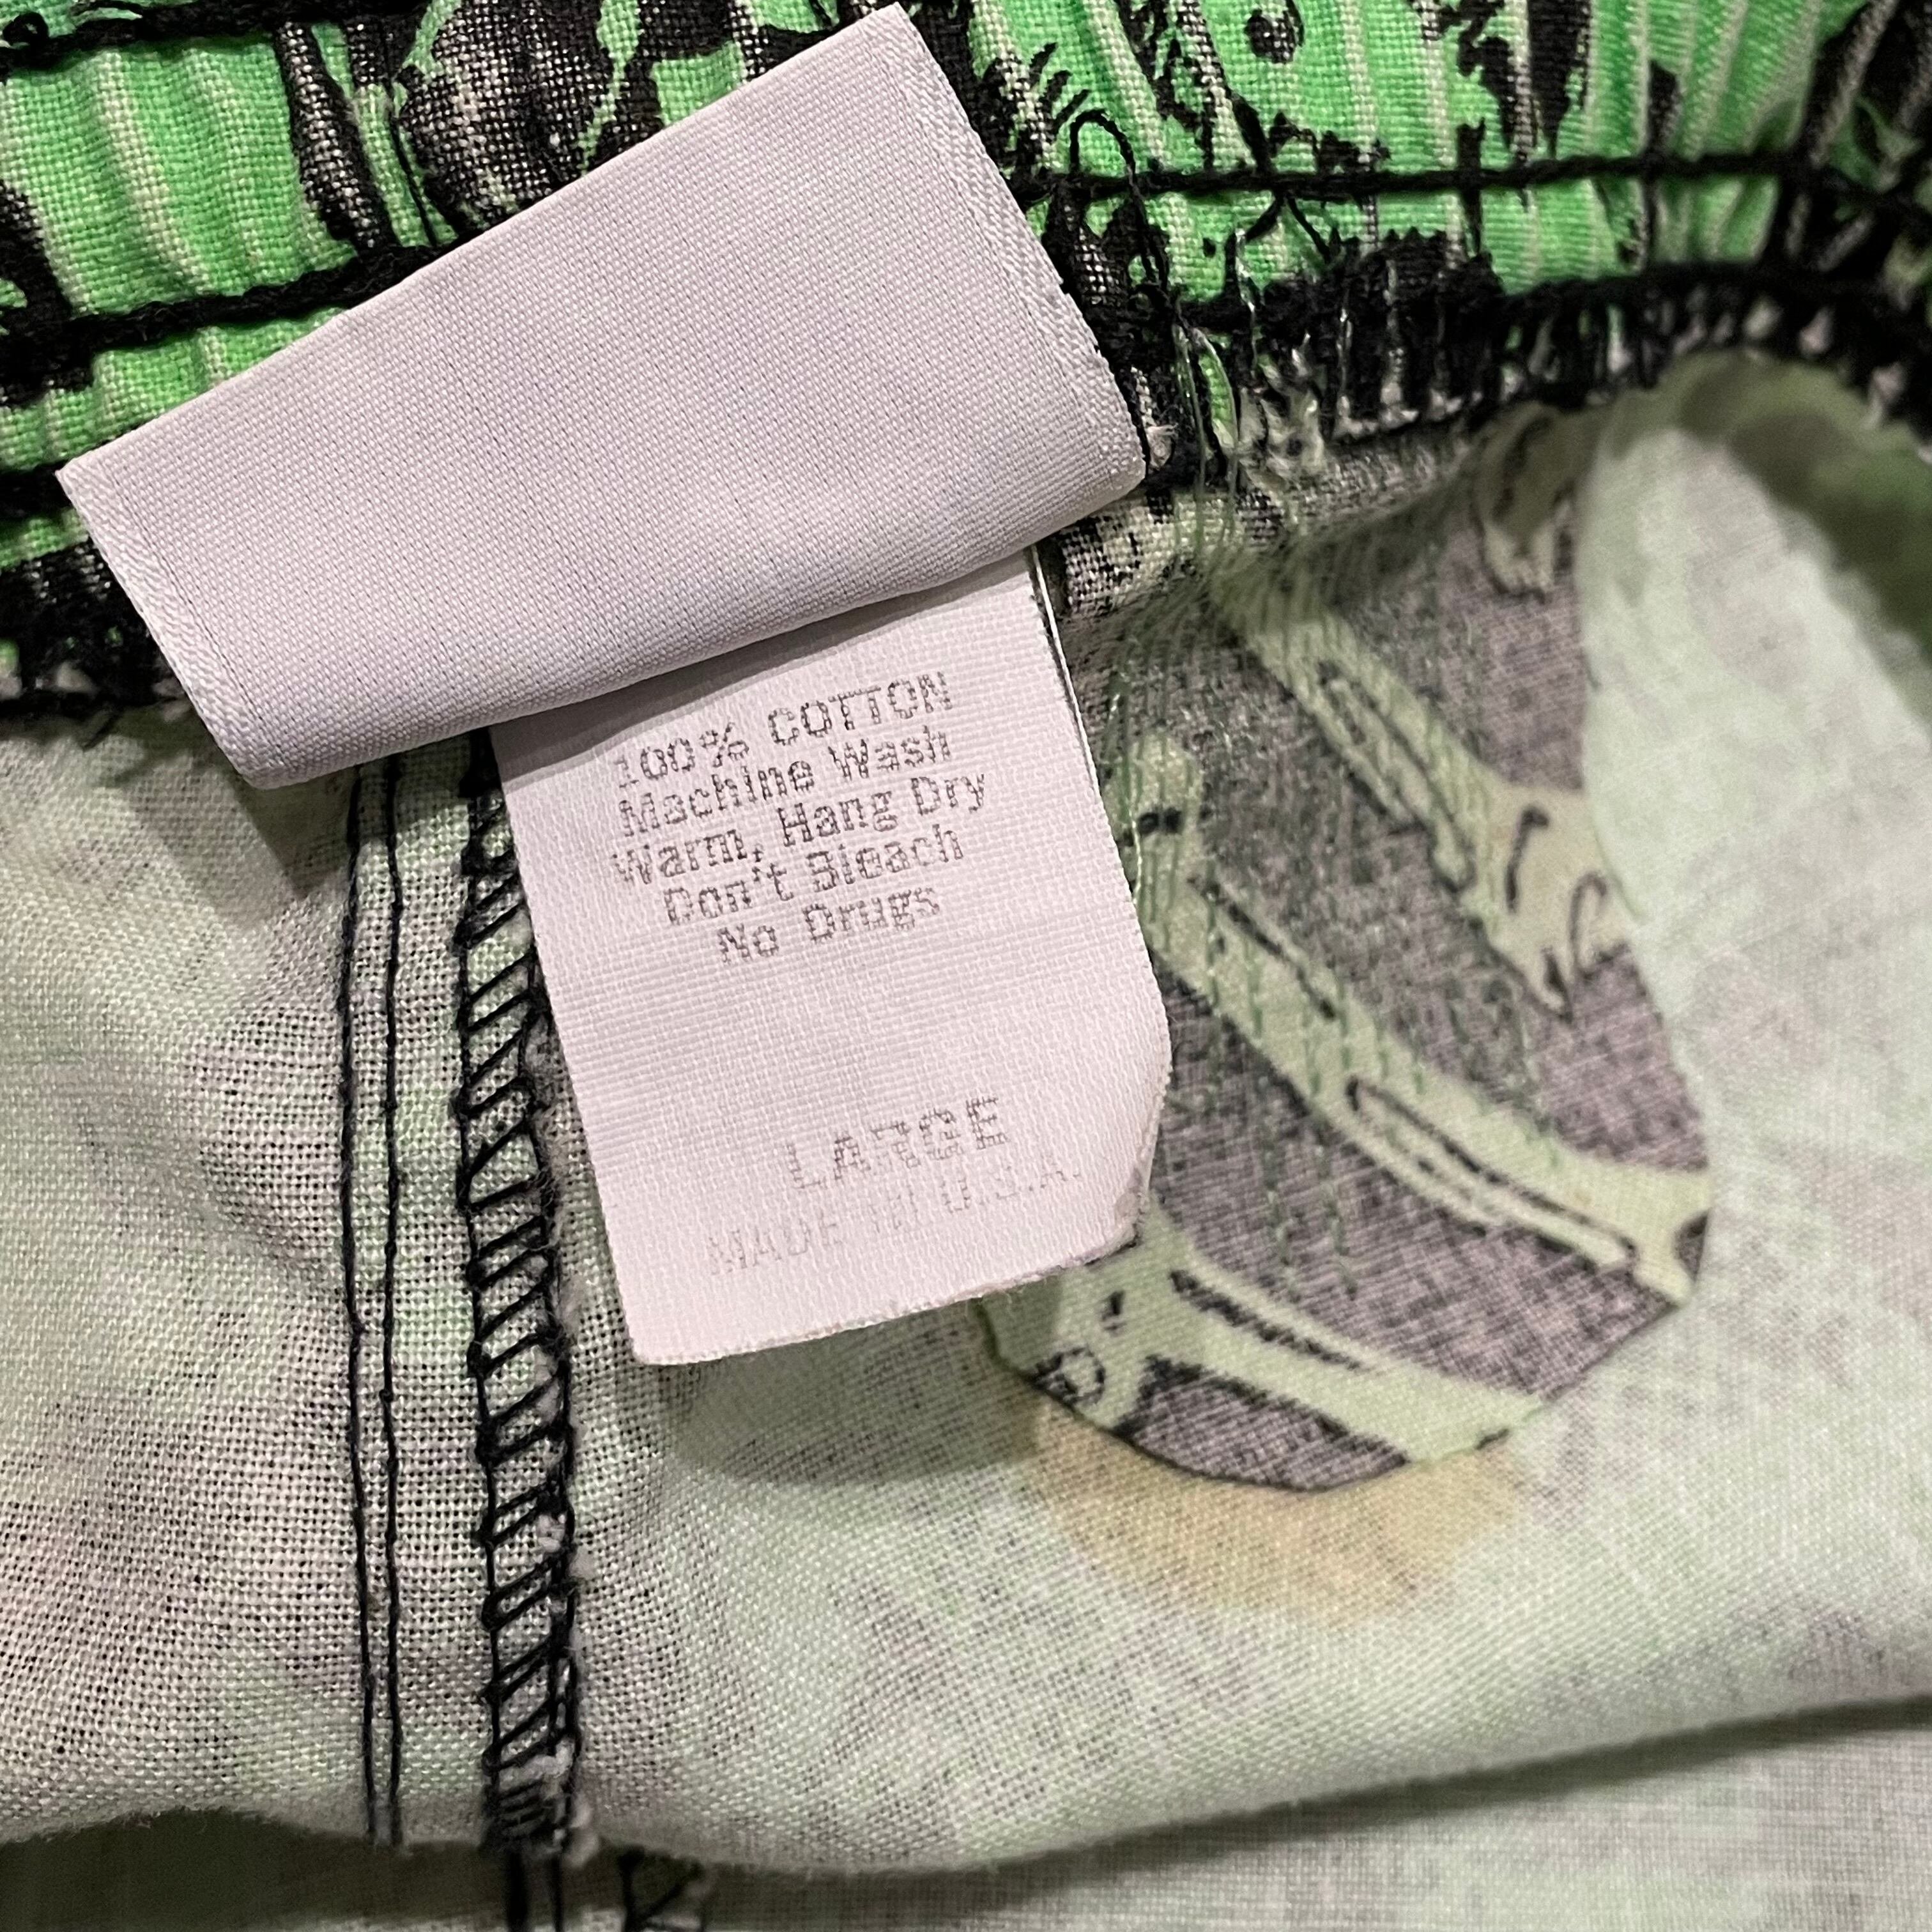 100% COTTON
Machine Wash
Warm, Hang Dry
Don't Bleach
No Drugs
LARGE
MADE IN U.S.A.